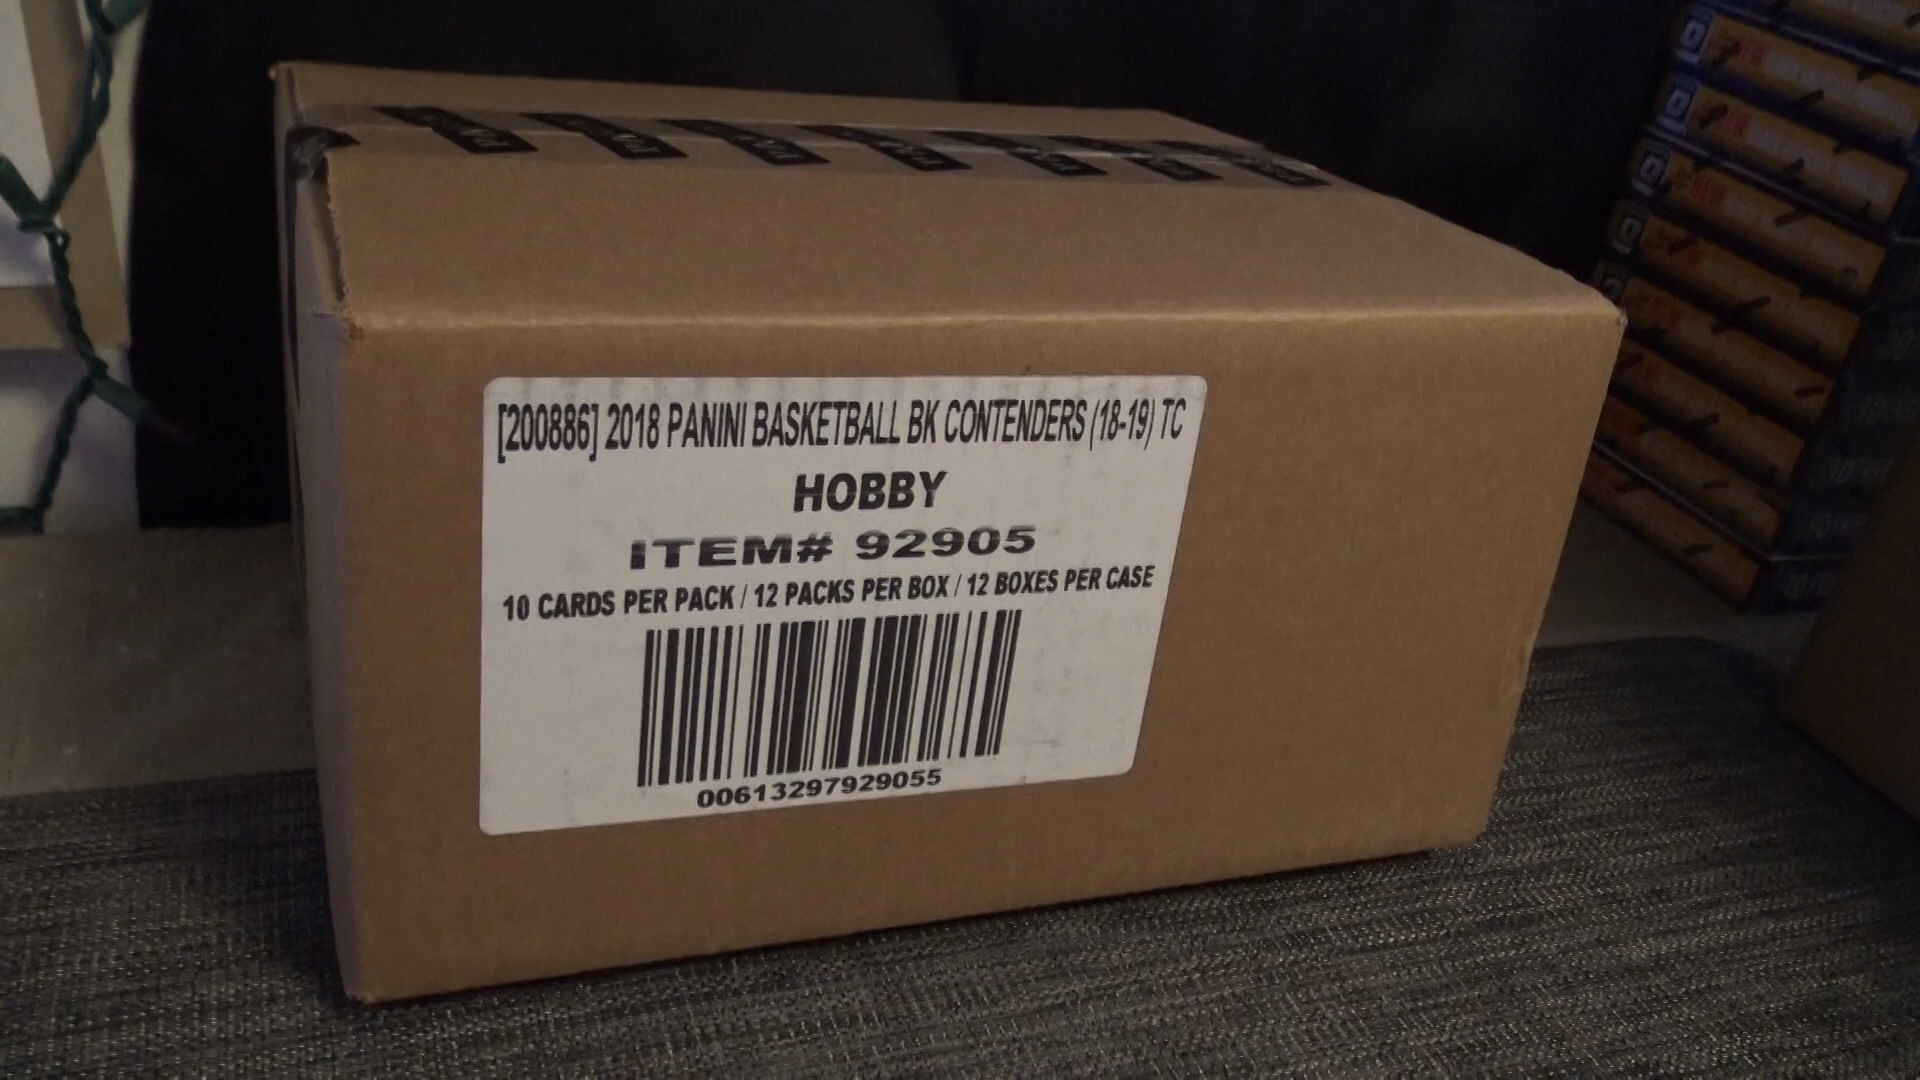 [200886] 2018 PANINI BASKETBALL BK CONTENDERS (18-19) TC
HOBBY
ITEM# 92905
10 CARDS PER PACK / 12 PACKS PER BOX / 12 BOXES PER CASE
00613297929055